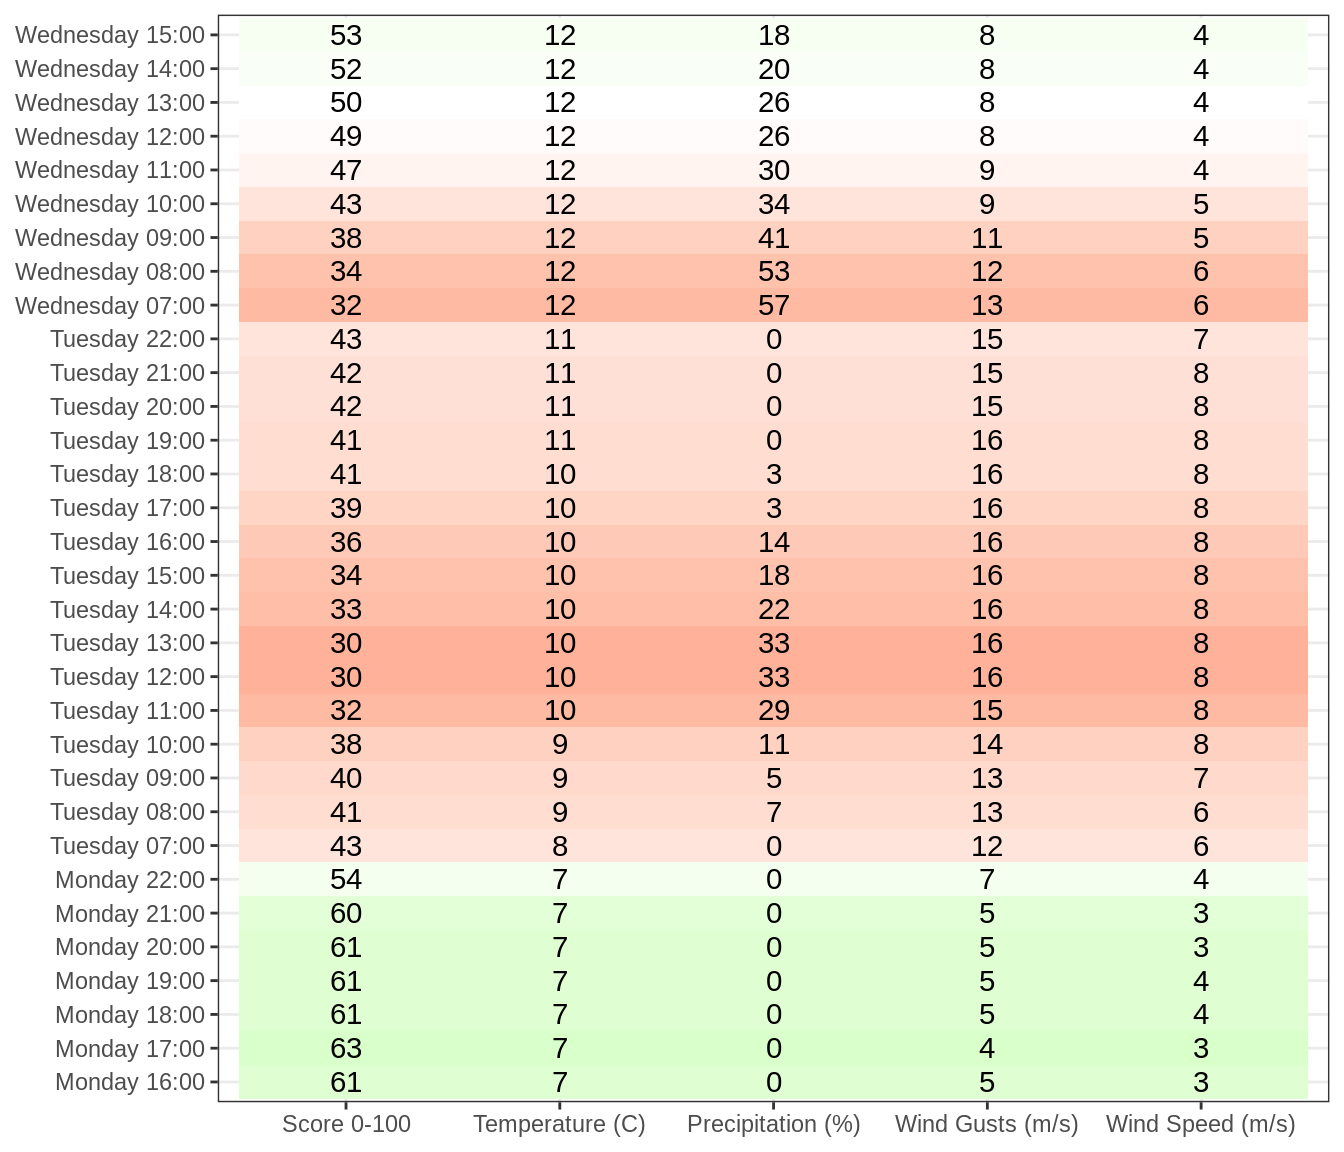 Wednesday 15:00 53 12 18 8 4
Wednesday 14:00 52 12 20 8 4
Wednesday 13:00 50 12 26 8 4
Wednesday 12:00 49 12 26 8 4
Wednesday 11:00 47 12 30 9 4
Wednesday 10:00 43 12 34 9 5
Wednesday 09:00 38 12 41 11 5
Wednesday 08:00 34 12 53 12 6
Wednesday 07:00 32 12 57 13 6
Tuesday 22:00 43 11 0 15 7
Tuesday 21:00 42 11 0 15 8
Tuesday 20:00 42 11 0 15 8
Tuesday 19:00 41 11 0 16 8
Tuesday 18:00 41 10 3 16 8
Tuesday 17:00 39 10 3 16 8
Tuesday 16:00 36 10 14 16 8
Tuesday 15:00 34 10 18 16 8
Tuesday 14:00 33 10 22 16 8
Tuesday 13:00 30 10 33 16 8
Tuesday 12:00 30 10 33 16 8
Tuesday 11:00 32 10 29 15 8
Tuesday 10:00 38 9 11 14 8
Tuesday 09:00 40 9 5 13 7
Tuesday 08:00 41 9 7 13 6
Tuesday 07:00 43 8 0 12 6
Monday 22:00 54 7 0 7 4
Monday 21:00 60 7 0 5 3
Monday 20:00 61 7 0 5 3
Monday 19:00 61 7 0 5 4
Monday 18:00 61 7 0 5 4
Monday 17:00 63 7 0 4 3
Monday 16:00 61 7 0 5 3
Score 0-100 Temperature (C) Precipitation (%) Wind Gusts (m/s) Wind Speed (m/s)